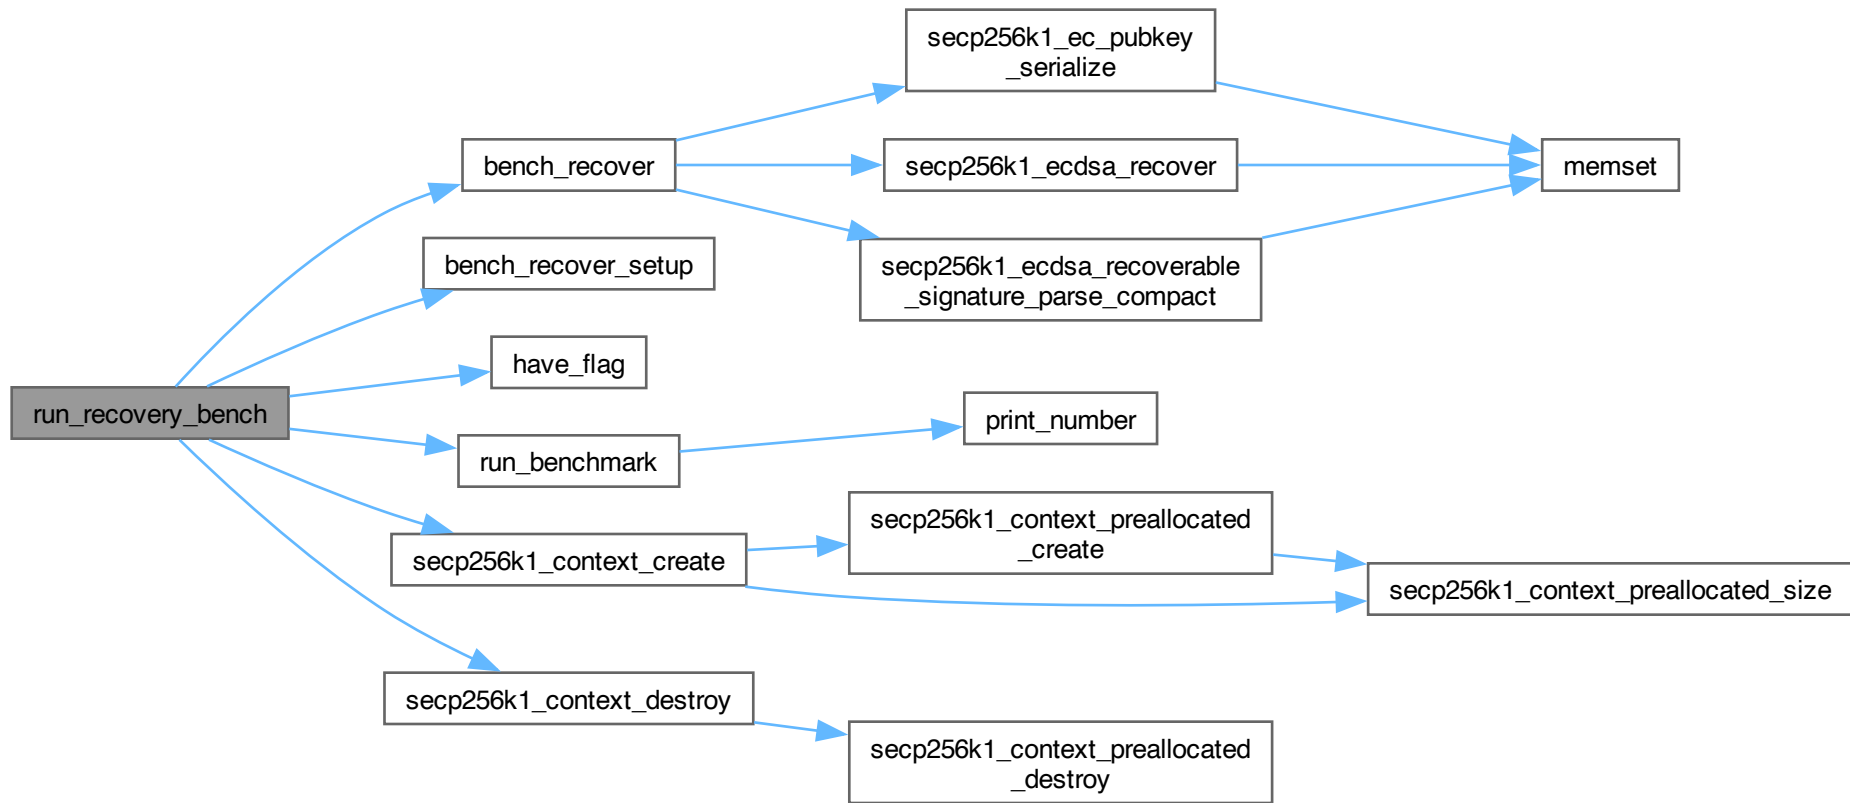 secp256k1_ec_pubkey
_serialize
bench_recover
secp256k1_ecdsa_recover
memset
bench_recover_setup
secp256k1_ecdsa_recoverable
_signature_parse_compact
have_flag
run_recovery_bench
print_number
run_benchmark
secp256k1_context_preallocated
_create
secp256k1_context_create
secp256k1_context_preallocated_size
secp256k1_context_destroy
secp256k1_context_preallocated
_destroy